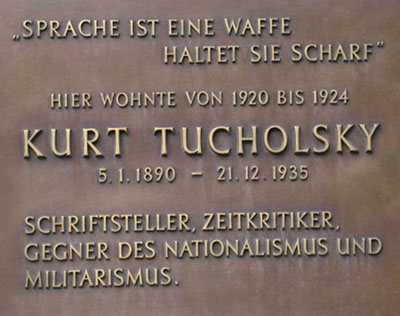 „SPRACHE IST EINE WAFFE
HALTET SIE SCHARF”
HIER WOHNTE VON 1920 BIS 1924
KURT TUCHOLSKY
5.1.1890 – 21.12.1935
SCHRIFTSTELLER, ZEITKRITIKER,
GEGNER DES NATIONALISMUS UND
MILITARISMUS.